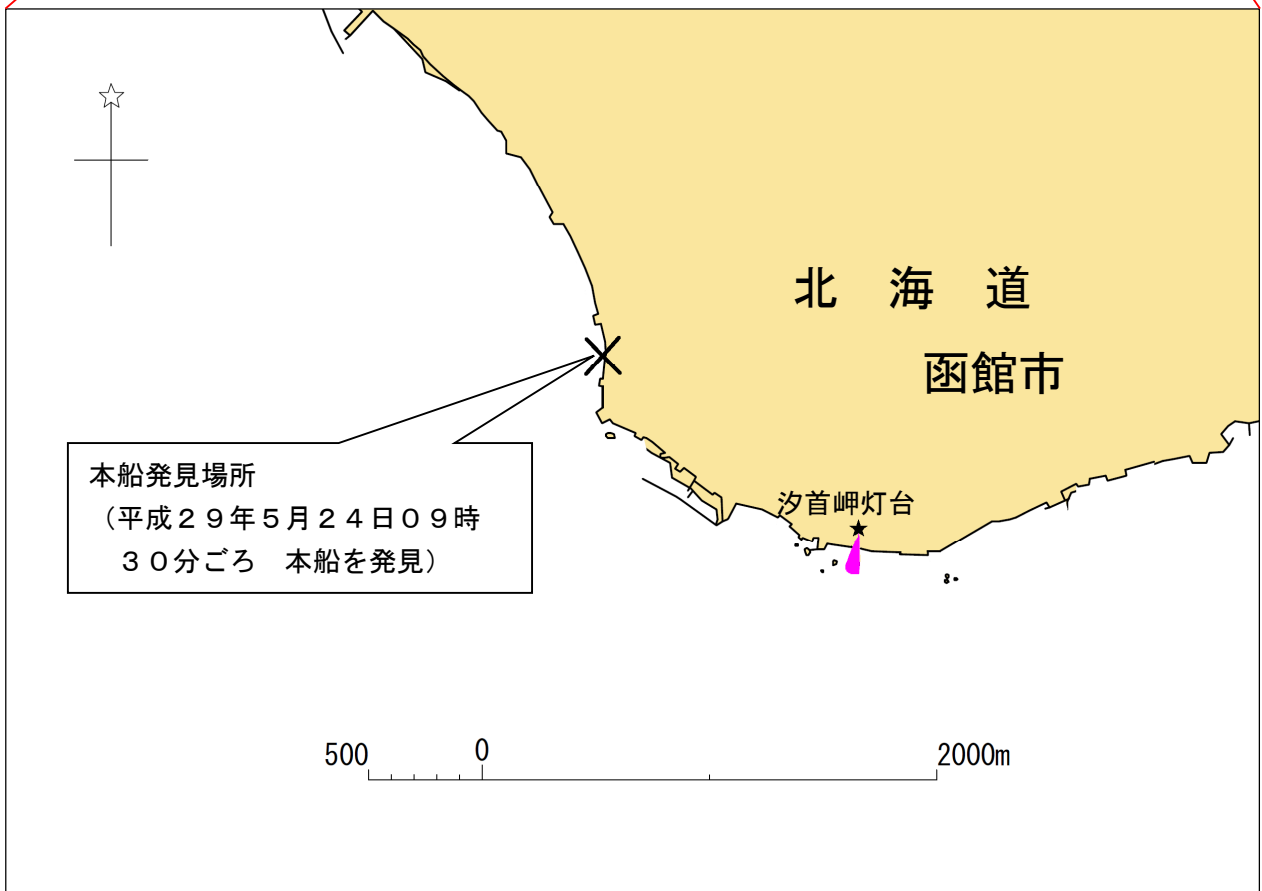 北　海　道
函館市
本船発見場所
（平成２９年５月２４日０９時
３０分ごろ　本船を発見）
汐首岬灯台
500 0 2000m